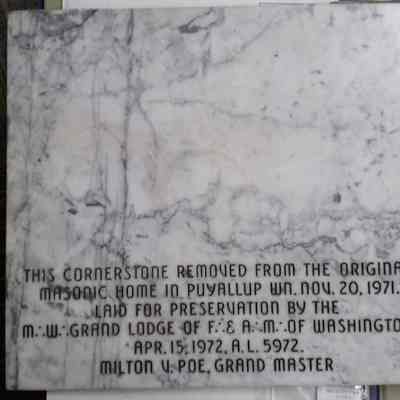 THIS CORNERSTONE REMOVED FROM THE ORIGINA
MASONIC HOME IN PUYALLUP WN. NOV. 20, 1971.
LAID FOR PRESERVATION BY THE
M∴W∴GRAND LODGE OF F∴& A∴M∴OF WASHINGTO
APR. 15, 1972, A.L. 5972.
MILTON Y. POE, GRAND MASTER